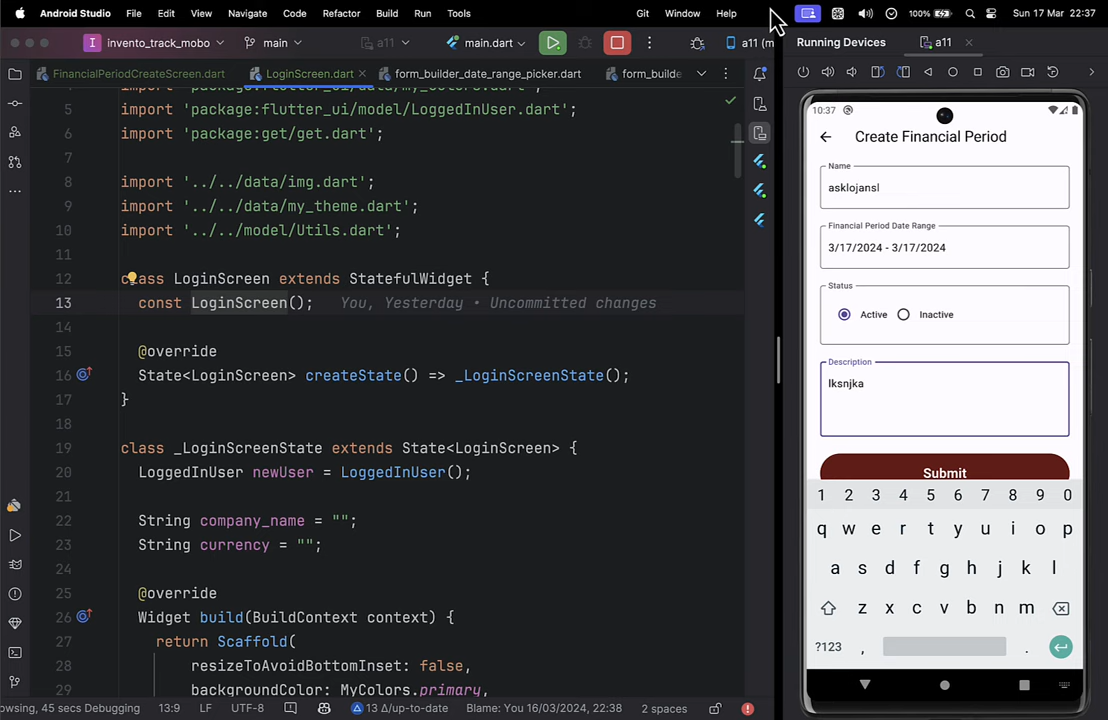 Android Studio File Edit View Navigate Code Refactor Build Run Tools Git Window Help 100% Sun 17 Mar 22:37
invento_track_mobo main a11 main.dart a11 (m Running Devices a11
FinancialPeriodCreateScreen.dart LoginScreen.dart form_builder_date_range_picker.dart form_builde
5 import 'package:flutter_ui/model/LoggedInUser.dart';
6 import 'package:get/get.dart';
7
8 import '../../data/img.dart';
9 import '../../data/my_theme.dart';
10 import '../../model/Utils.dart';
11
12 class LoginScreen extends StatefulWidget {
13 const LoginScreen(); You, Yesterday • Uncommitted changes
14
15 @override
16 State<LoginScreen> createState() => _LoginScreenState();
17 }
18
19 class _LoginScreenState extends State<LoginScreen> {
20 LoggedInUser newUser = LoggedInUser();
21
22 String company_name = "";
23 String currency = "";
24
25 @override
26 Widget build(BuildContext context) {
27 return Scaffold(
28 resizeToAvoidBottomInset: false,
29 backgroundColor: MyColors.primary,
owsing, 45 secs Debugging 13:9 LF UTF-8 13 Δ/up-to-date Blame: You 16/03/2024, 22:38 2 spaces
10:37
Create Financial Period
Name
asklojansl
Financial Period Date Range
3/17/2024 - 3/17/2024
Status
Active Inactive
Description
lksnjka
Submit
1 2 3 4 5 6 7 8 9 0
q w e r t y u i o p
a s d f g h j k l
z x c v b n m
?123 , .